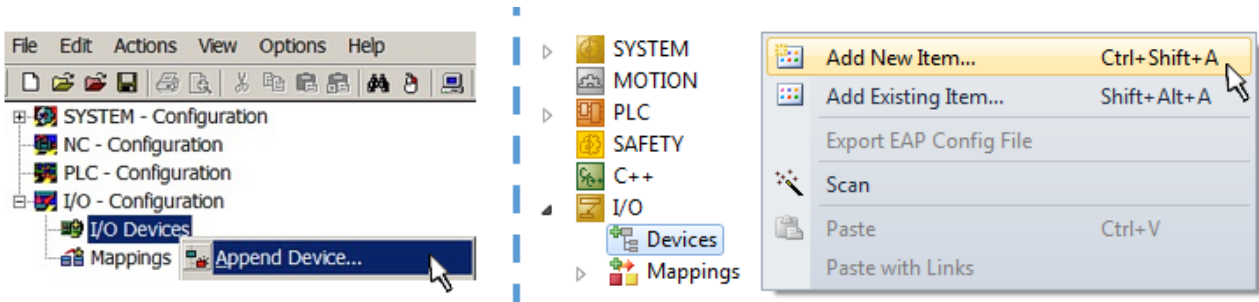 File Edit Actions View Options Help
SYSTEM - Configuration
NC - Configuration
PLC - Configuration
I/O - Configuration
I/O Devices
Mappings
Append Device...
SYSTEM
MOTION
PLC
SAFETY
C++
I/O
Devices
Mappings
Add New Item... Ctrl+Shift+A
Add Existing Item... Shift+Alt+A
Export EAP Config File
Scan
Paste Ctrl+V
Paste with Links